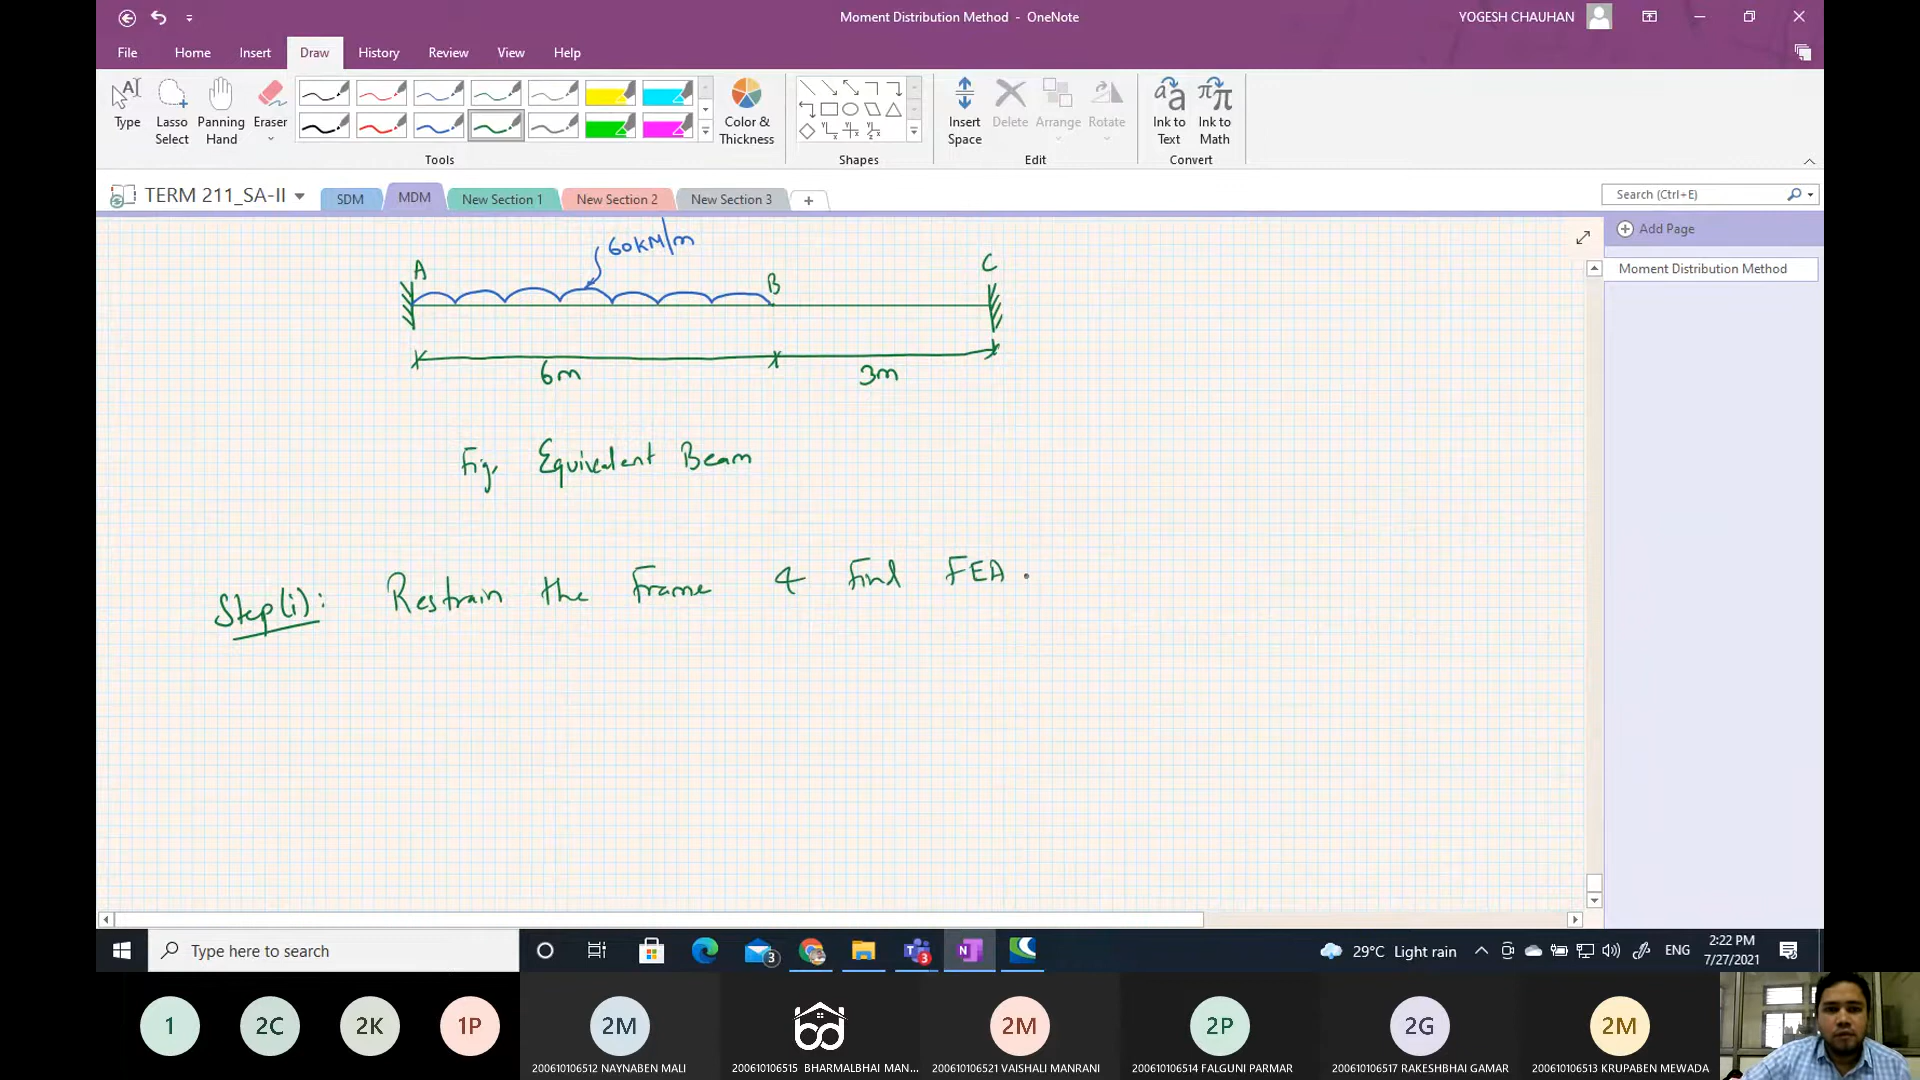 Moment Distribution Method - OneNote
YOGESH CHAUHAN
File Home Insert Draw History Review View Help
Type
Lasso Select
Panning Hand
Eraser
Color & Thickness
Insert Space
Delete
Arrange
Rotate
Ink to Text
Ink to Math
Tools
Shapes
Edit
Convert
TERM 211_SA-II
SDM MDM New Section 1 New Section 2 New Section 3 +
Search (Ctrl+E)
Add Page
Moment Distribution Method
60kM/m
A B C
6m 3m
Fig. Equivalent Beam
Step(i): Restrain the frame & find FEA.
Type here to search
3
3
29°C Light rain
ENG
2:22 PM
7/27/2021
1 2C 2K 1P 2M bd 2M 2P 2G 2M
200610106512 NAYNABEN MALI
200610106515 BHARMALBHAI MAN...
200610106521 VAISHALI MANRANI
200610106514 FALGUNI PARMAR
200610106517 RAKESHBHAI GAMAR
200610106513 KRUPABEN MEWADA